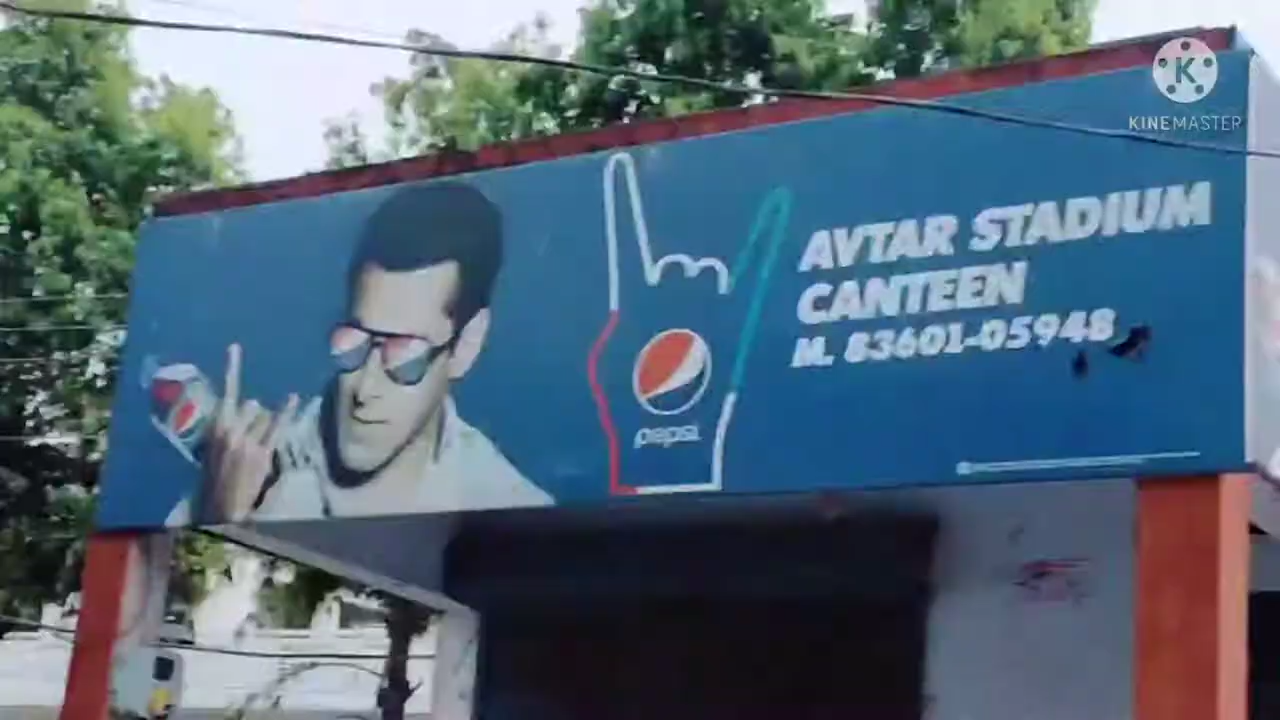 KINEMASTER
AVTAR STADIUM
CANTEEN
M. 83601-05948
pepsi